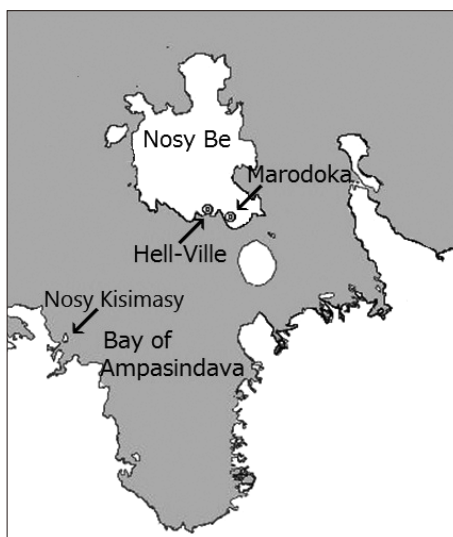 Nosy Be
Marodoka
Hell-Ville
Nosy Kisimasy
Bay of
Ampasindava